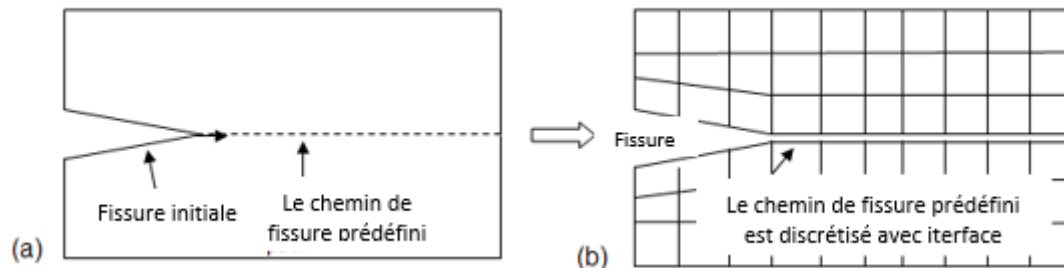 Fissure initiale
Le chemin de
fissure prédéfini
(a)
Fissure
Le chemin de fissure prédéfini
est discrétisé avec iterface
(b)